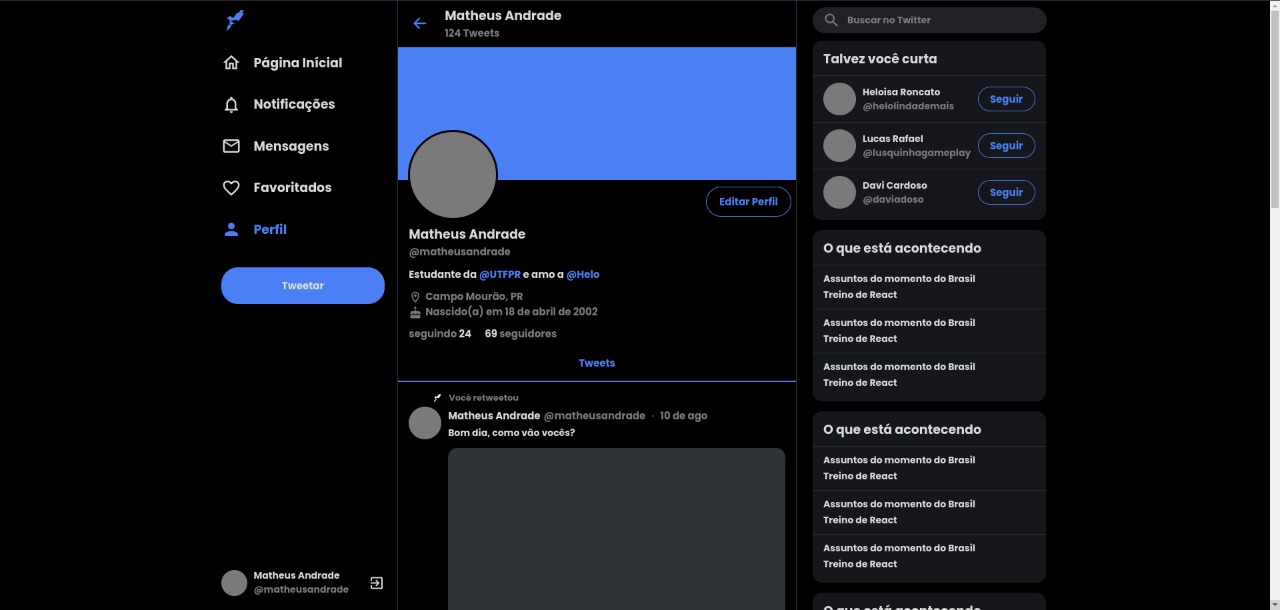 Página Inícial
Notificações
Mensagens
Favoritados
Perfil
Tweetar
Matheus Andrade
@matheusandrade
Matheus Andrade
124 Tweets
Editar Perfil
Matheus Andrade
@matheusandrade
Estudante da @UTFPR e amo a @Helo
Campo Mourão, PR
Nascido(a) em 18 de abril de 2002
seguindo 24 69 seguidores
Tweets
Você retweetou
Matheus Andrade @matheusandrade · 10 de ago
Bom dia, como vão vocês?
Buscar no Twitter
Talvez você curta
Heloisa Roncato
@helolindademais
Seguir
Lucas Rafael
@lusquinhagameplay
Seguir
Davi Cardoso
@daviadoso
Seguir
O que está acontecendo
Assuntos do momento do Brasil
Treino de React
Assuntos do momento do Brasil
Treino de React
Assuntos do momento do Brasil
Treino de React
O que está acontecendo
Assuntos do momento do Brasil
Treino de React
Assuntos do momento do Brasil
Treino de React
Assuntos do momento do Brasil
Treino de React
O que está acontecendo